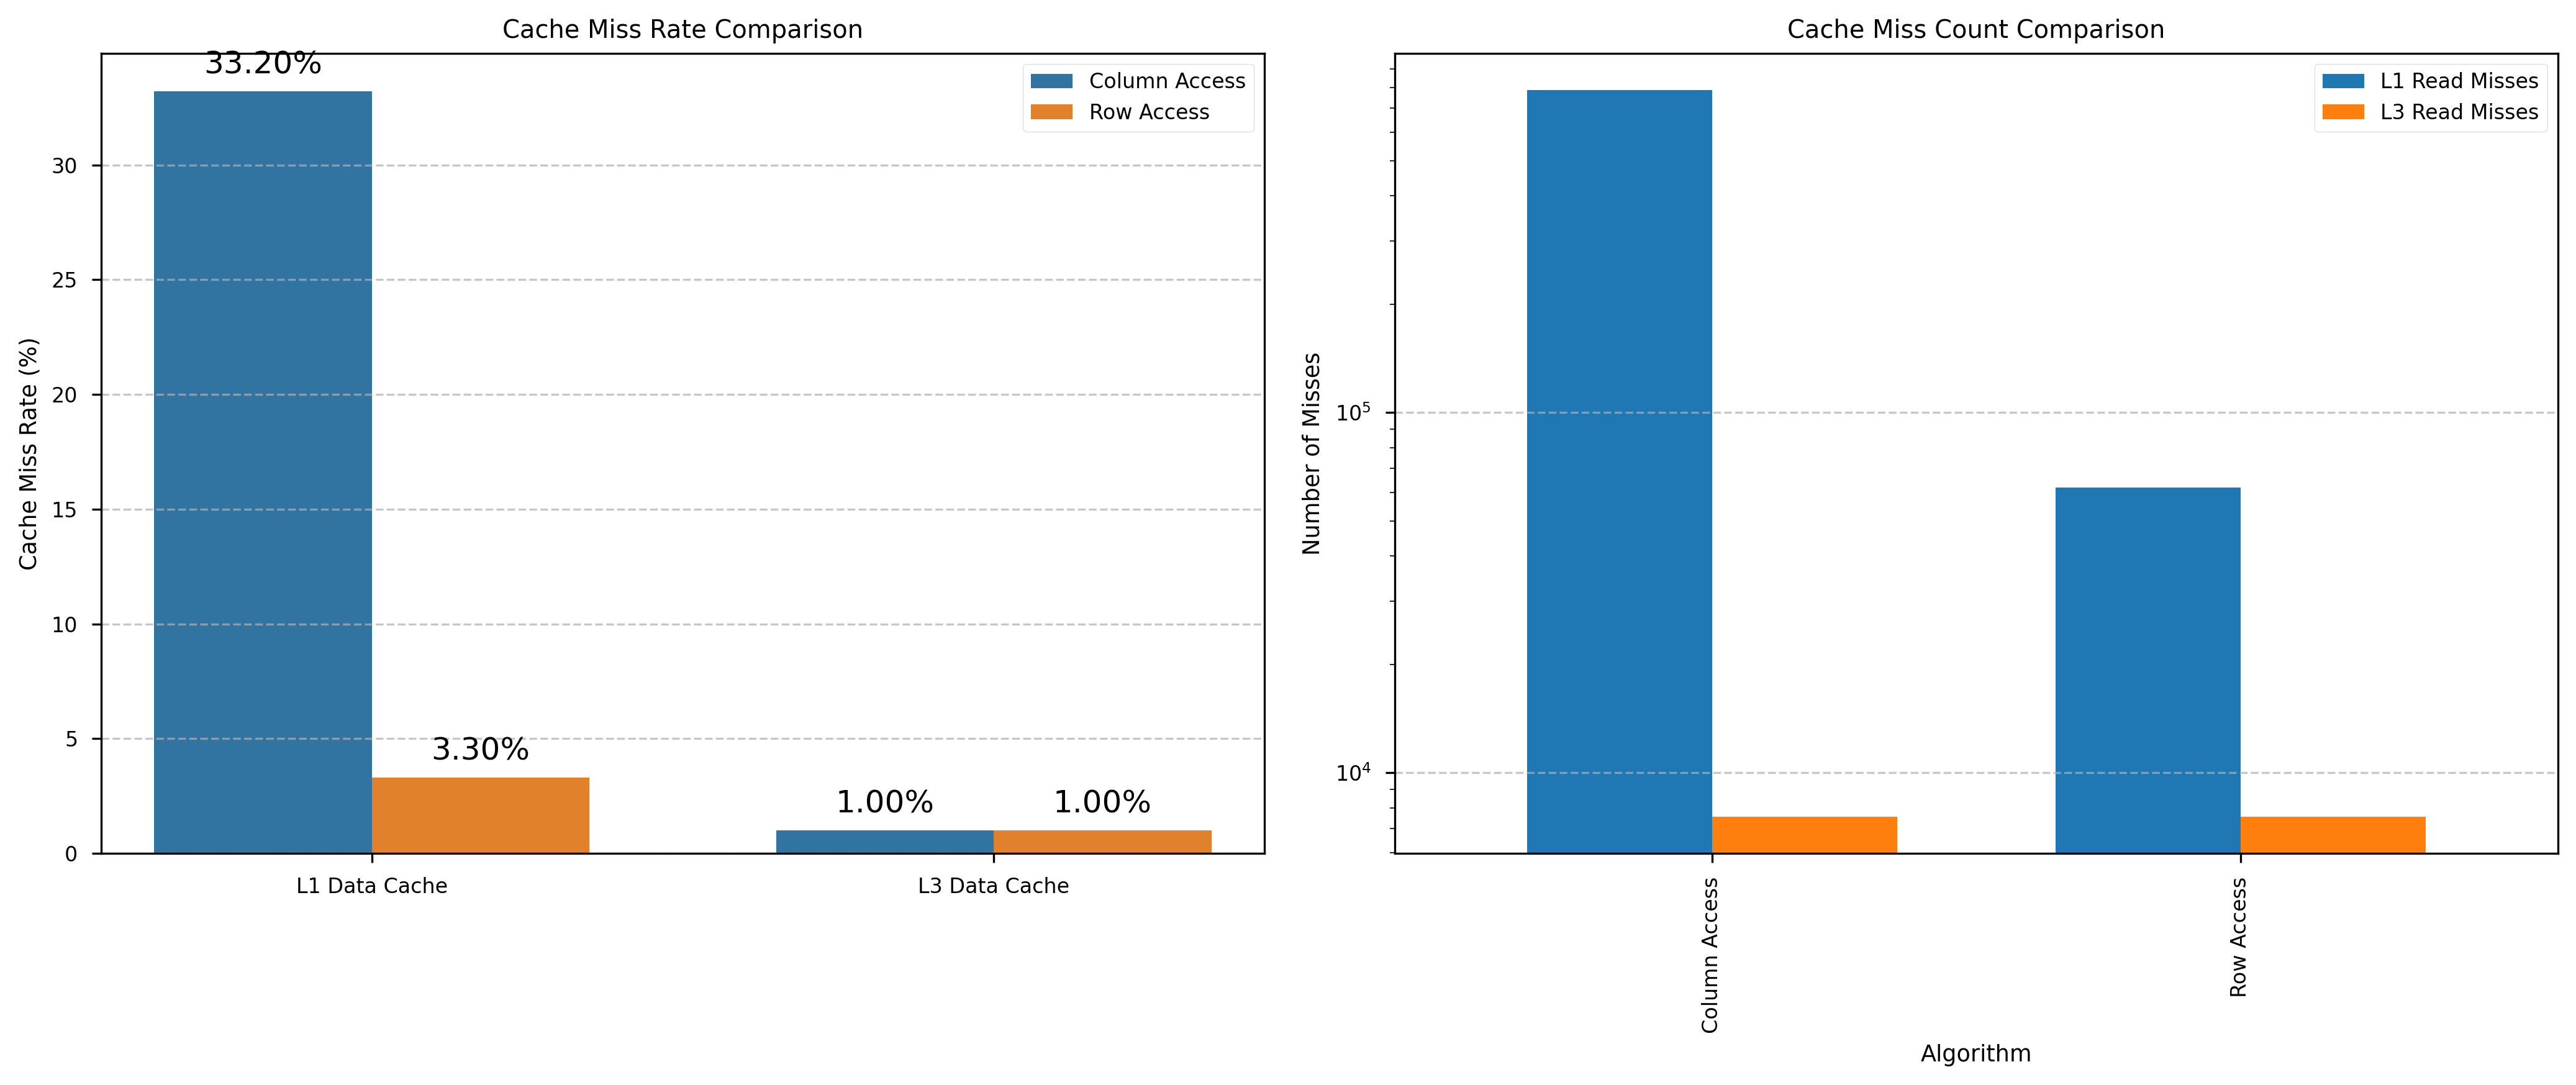 Cache Miss Rate Comparison
33.20%
Column Access
Row Access
Cache Miss Rate (%)
30
25
20
15
10
5
0
3.30%
1.00%
1.00%
L1 Data Cache
L3 Data Cache
Cache Miss Count Comparison
L1 Read Misses
L3 Read Misses
Number of Misses
10⁵
10⁴
Column Access
Row Access
Algorithm